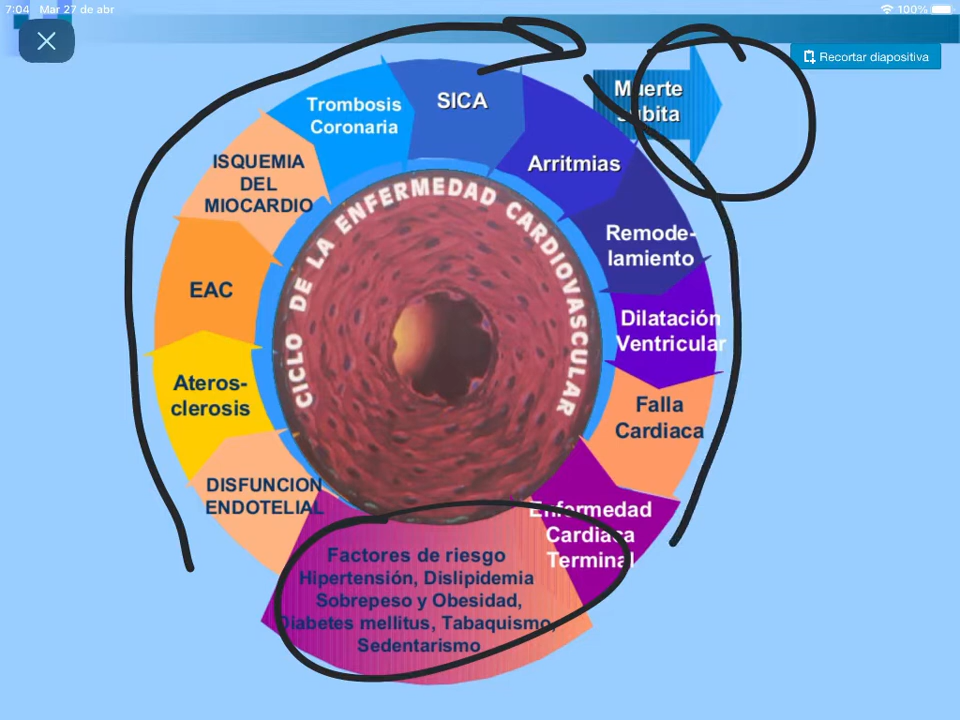 7:04 Mar 27 de abr
100%
Recortar diapositiva
CICLO DE LA ENFERMEDAD CARDIOVASCULAR
Factores de riesgo
Hipertensión, Dislipidemia
Sobrepeso y Obesidad,
Diabetes mellitus, Tabaquismo,
Sedentarismo
DISFUNCION
ENDOTELIAL
Ateros-
clerosis
EAC
ISQUEMIA
DEL
MIOCARDIO
Trombosis
Coronaria
SICA
Arritmias
Muerte
súbita
Remode-
lamiento
Dilatación
Ventricular
Falla
Cardiaca
Enfermedad
Cardiaca
Terminal